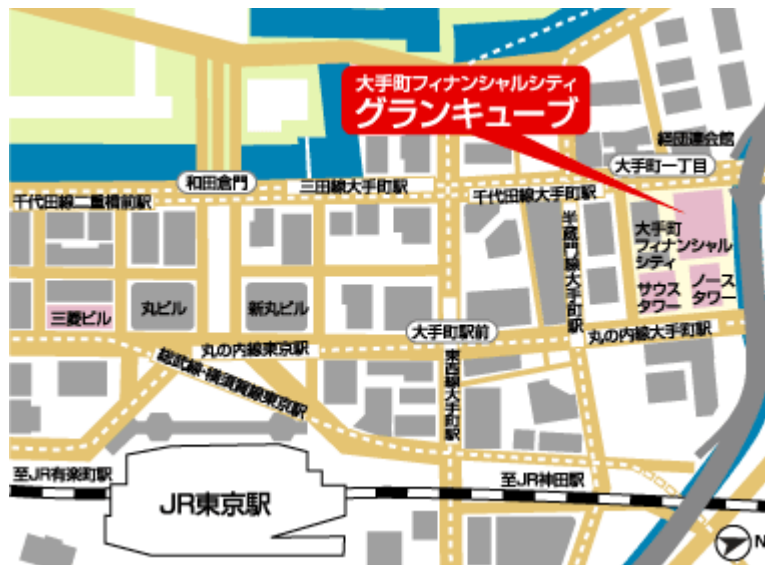 大手町フィナンシャルシティ
グランキューブ
経団連会館
大手町一丁目
和田倉門
三田線大手町駅
千代田線大手町駅
千代田線二重橋前駅
半蔵門線大手町駅
大手町
フィナンシャル
シティ
サウス
タワー
ノース
タワー
三菱ビル
丸ビル
新丸ビル
大手町駅前
丸の内線大手町駅
丸の内線東京駅
総武線・横須賀線東京駅
東西線大手町駅
至JR有楽町駅
至JR神田駅
JR東京駅
N